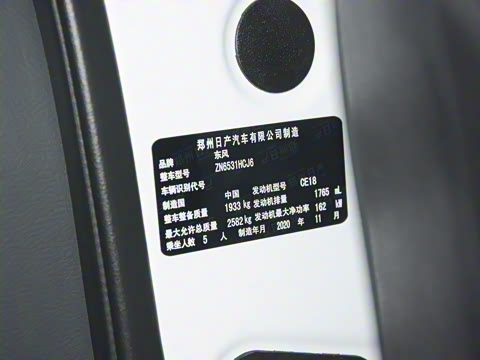 郑州日产汽车有限公司制造
品牌 东风
整车型号 ZN6531HCJ6
车辆识别代号
制造国 中国 发动机型号 CE18
整车整备质量 1933 kg 发动机排量 1765 mL
最大允许总质量 2582 kg 发动机最大净功率 162 kW
乘坐人数 5 人 制造年月 2020 年 11 月